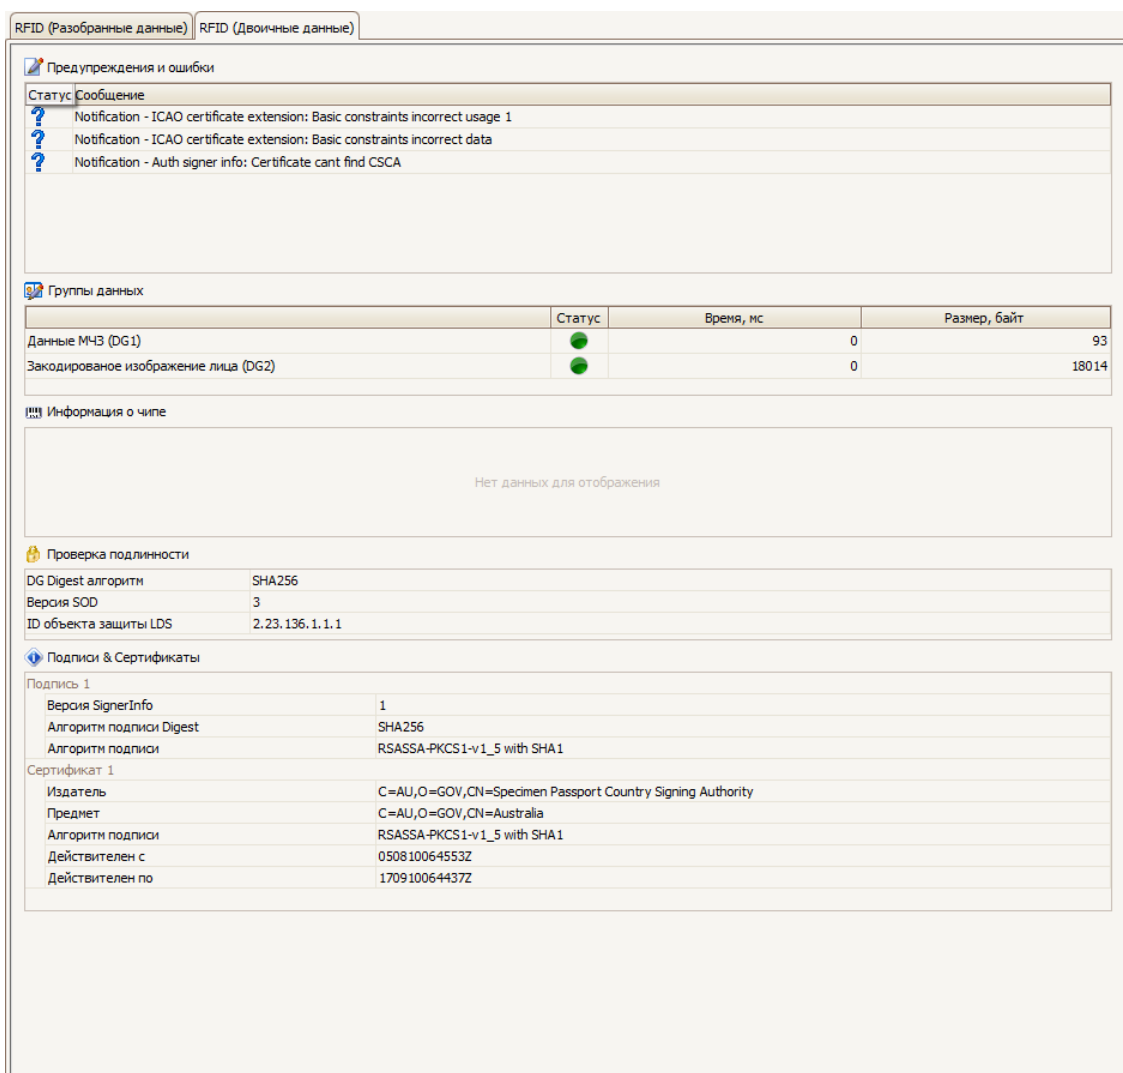 RFID (Разобранные данные) RFID (Двоичные данные)
Предупреждения и ошибки
Статус Сообщение
? Notification - ICAO certificate extension: Basic constraints incorrect usage 1
? Notification - ICAO certificate extension: Basic constraints incorrect data
? Notification - Auth signer info: Certificate cant find CSCA
Группы данных
Статус Время, мс Размер, байт
Данные МЧЗ (DG1) 0 93
Закодированое изображение лица (DG2) 0 18014
Информация о чипе
Нет данных для отображения
Проверка подлинности
DG Digest алгоритм SHA256
Версия SOD 3
ID объекта защиты LDS 2.23.136.1.1.1
Подписи & Сертификаты
Подпись 1
Версия SignerInfo 1
Алгоритм подписи Digest SHA256
Алгоритм подписи RSASSA-PKCS1-v1_5 with SHA1
Сертификат 1
Издатель C=AU,O=GOV,CN=Specimen Passport Country Signing Authority
Предмет C=AU,O=GOV,CN=Australia
Алгоритм подписи RSASSA-PKCS1-v1_5 with SHA1
Действителен с 050810064553Z
Действителен по 170910064437Z